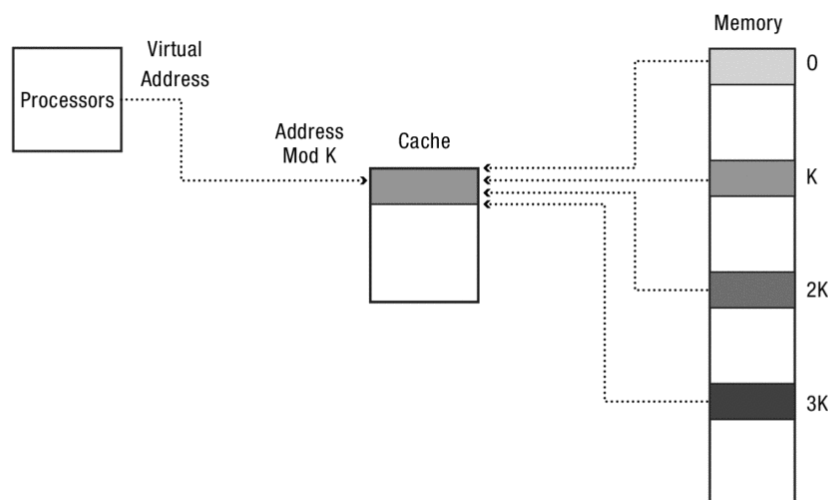 Memory
Virtual
Address
0
Processors
Address
Mod K
Cache
K
2K
3K